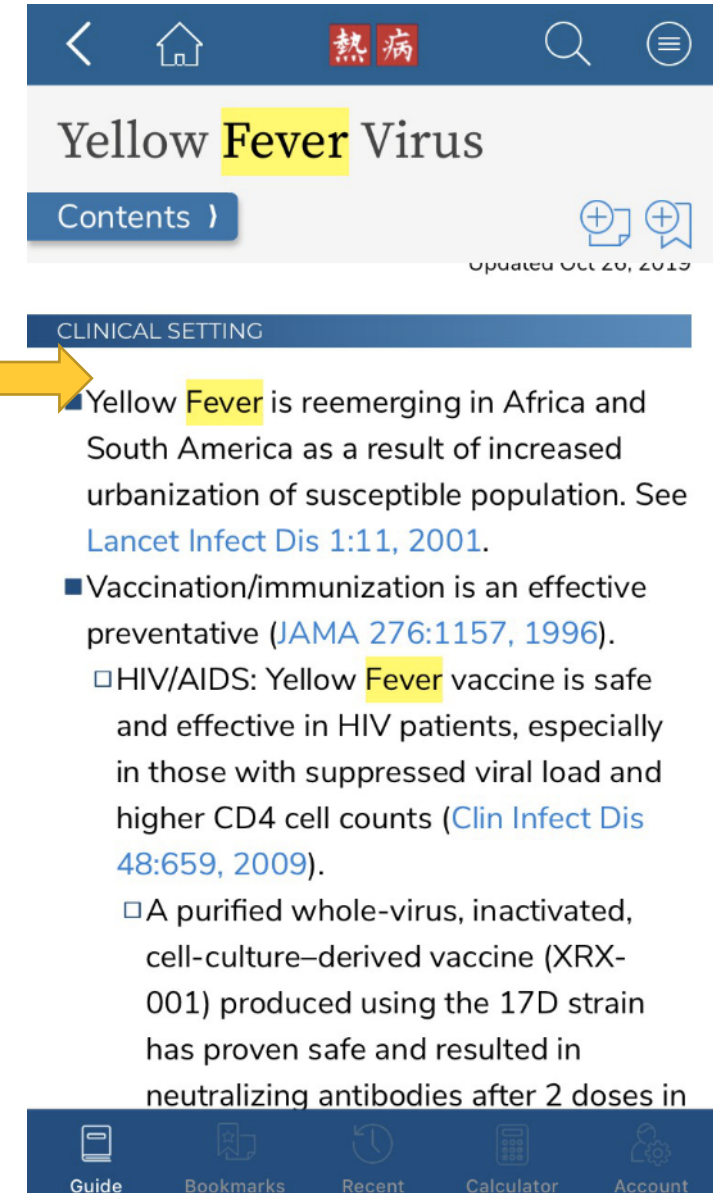 熱病
Yellow Fever Virus
Contents ⟩
Updated Oct 26, 2019
CLINICAL SETTING
■Yellow Fever is reemerging in Africa and
South America as a result of increased
urbanization of susceptible population. See
Lancet Infect Dis 1:11, 2001.
■Vaccination/immunization is an effective
preventative (JAMA 276:1157, 1996).
□HIV/AIDS: Yellow Fever vaccine is safe
and effective in HIV patients, especially
in those with suppressed viral load and
higher CD4 cell counts (Clin Infect Dis
48:659, 2009).
□A purified whole-virus, inactivated,
cell-culture–derived vaccine (XRX-
001) produced using the 17D strain
has proven safe and resulted in
neutralizing antibodies after 2 doses in
Guide Bookmarks Recent Calculator Account